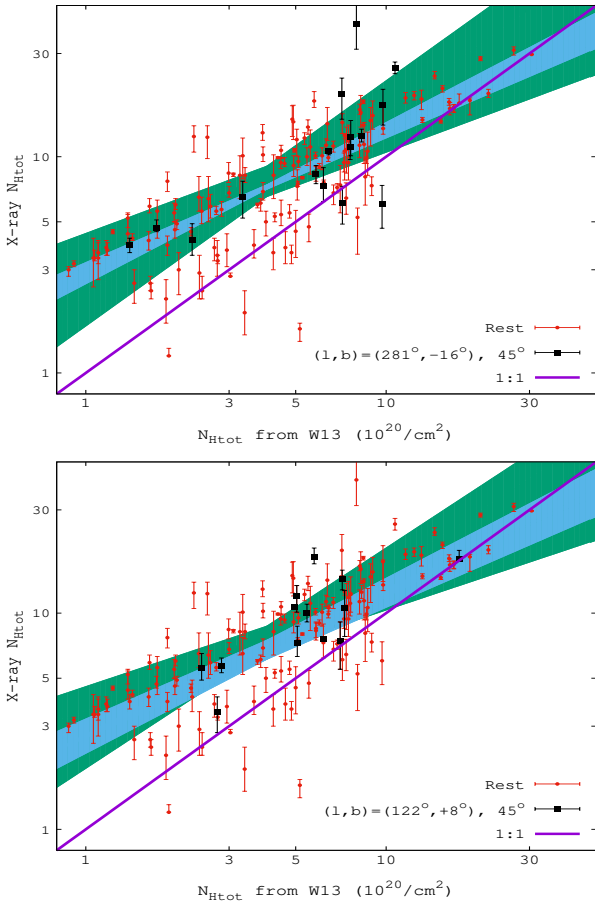 30
10
5
3
1
X-ray N_Htot
Rest
(l,b)=(281°,-16°), 45°
1:1
1 3 5 10 30
N_Htot from W13 (10^20/cm^2)
30
10
5
3
1
X-ray N_Htot
Rest
(l,b)=(122°,+8°), 45°
1:1
1 3 5 10 30
N_Htot from W13 (10^20/cm^2)